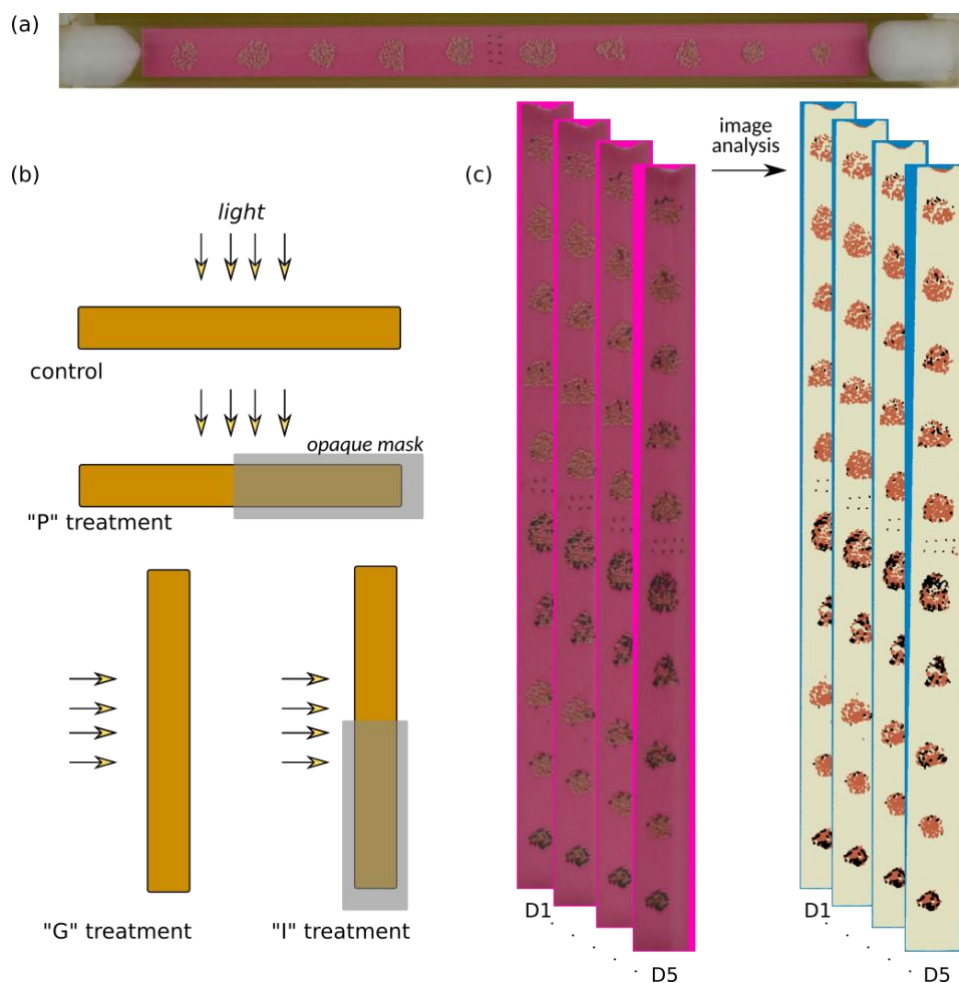 (a)
(b)
light
control
opaque mask
"P" treatment
"G" treatment
"I" treatment
(c)
image
analysis
D1
D5
D1
D5